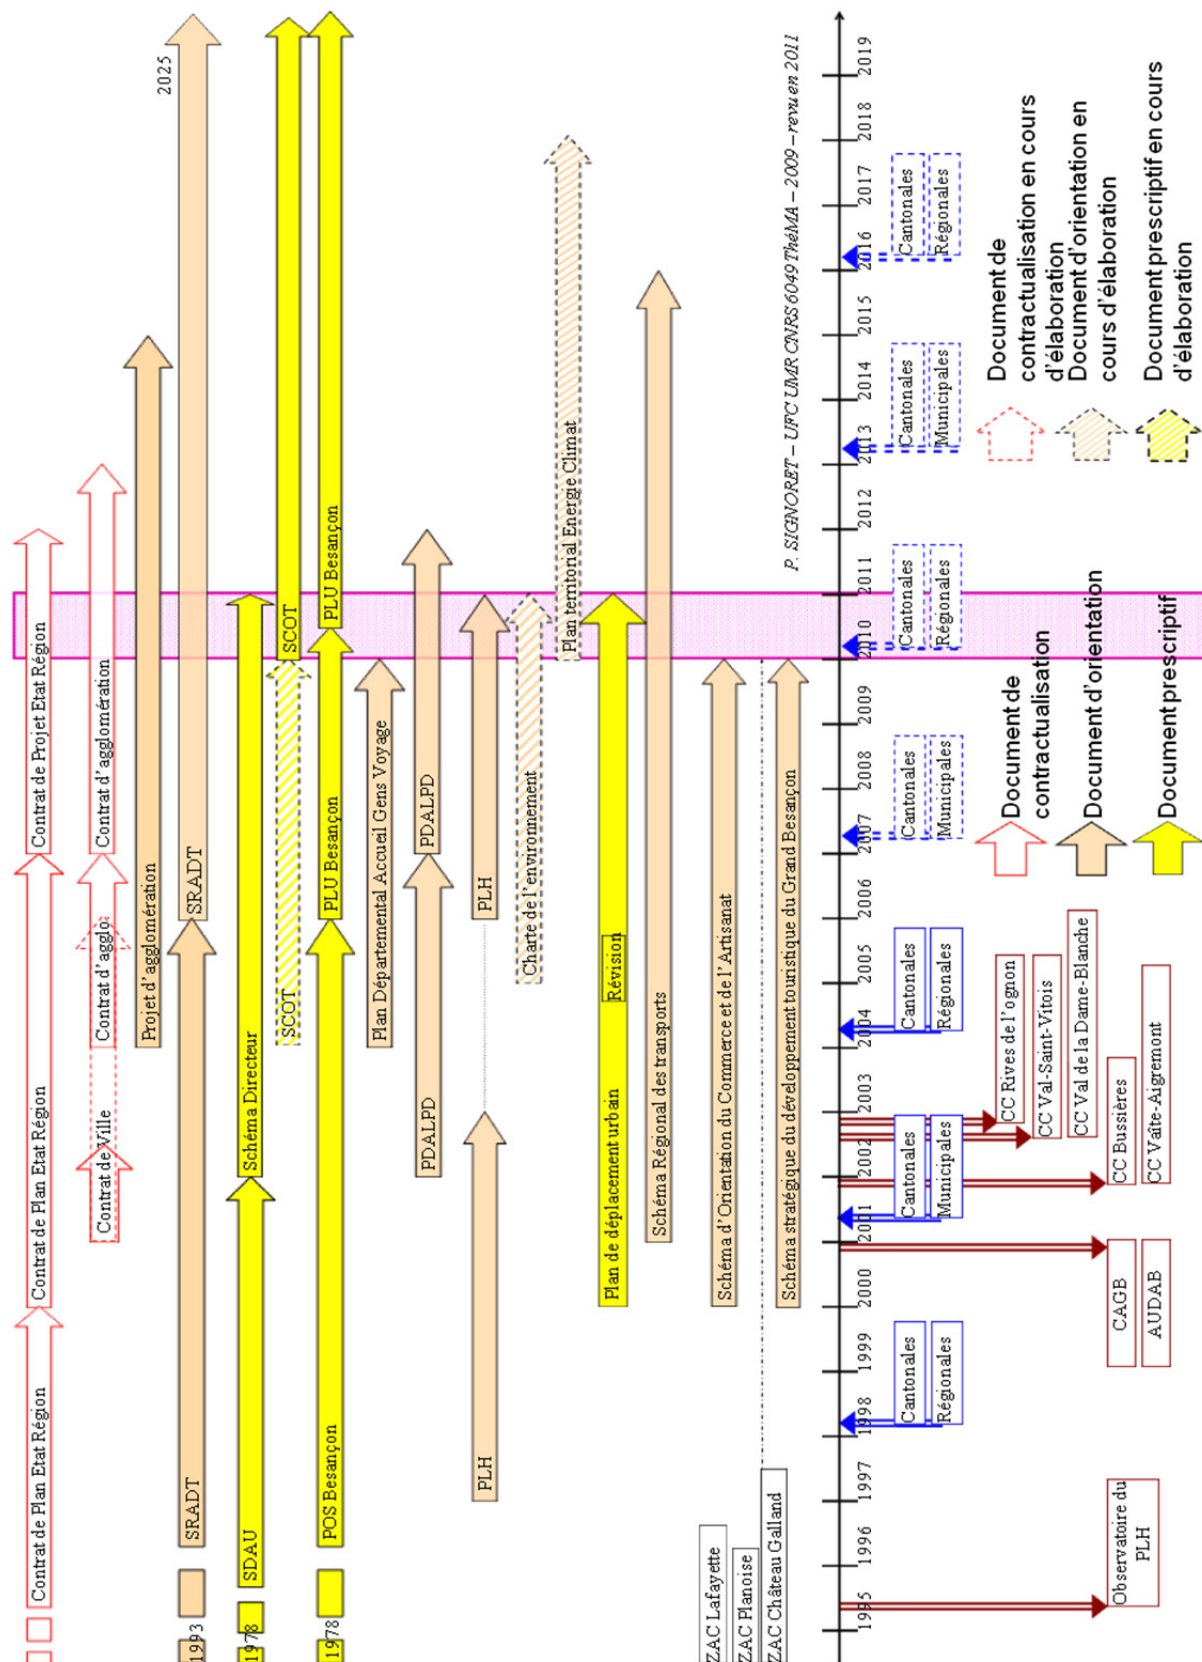 Contrat de Plan Etat Région
Contrat de Plan Etat Région
Contrat de Projet Etat Région
Contrat de Ville
Contrat d'agglo.
Contrat d'agglomération
Projet d'agglomération
1993
SRADT
SRADT
2025
1978
SDAU
Schéma Directeur
SCOT
SCOT
1978
POS Besançon
PLU Besançon
PLU Besançon
Plan Départemental Accueil Gens Voyage
PDALPD
PDALPD
PLH
PLH
Charte de l'environnement
Plan territorial Energie Climat
Plan de déplacement urbain
Révision
Schéma Régional des transports
ZAC Lafayette
Schéma d'Orientation du Commerce et de l'Artisanat
ZAC Planoise
ZAC Château Galland
Schéma stratégique du développement touristique du Grand Besançon
P. SIGNORET – UFC UMR CNRS 6049 ThéMA – 2009 – revu en 2011
1995
1996
1997
1998
1999
2000
2001
2002
2003
2004
2005
2006
2007
2008
2009
2010
2011
2012
2013
2014
2015
2016
2017
2018
2019
Cantonales
Régionales
Cantonales
Municipales
Cantonales
Régionales
Cantonales
Municipales
Cantonales
Régionales
Cantonales
Municipales
Cantonales
Régionales
Observatoire du
PLH
CAGB
AUDAB
CC Rives de l'ognon
CC Val-Saint-Vitois
CC Val de la Dame-Blanche
CC Bussières
CC Vaîte-Aigremont
Document de
contractualisation
Document d'orientation
Document prescriptif
Document de
contractualisation en cours
d'élaboration
Document d'orientation en
cours d'élaboration
Document prescriptif en cours
d'élaboration